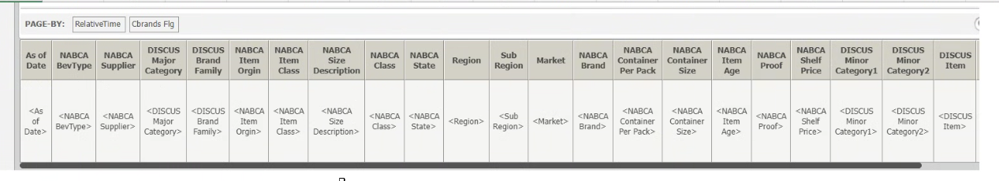 PAGE-BY: RelativeTime Cbrands Flg
As of Date NABCA BevType NABCA Supplier DISCUS Major Category DISCUS Brand Family NABCA Item Orgin NABCA Item Class NABCA Size Description NABCA Class NABCA State Region Sub Region Market NABCA Brand NABCA Container Per Pack NABCA Container Size NABCA Item Age NABCA Proof NABCA Shelf Price DISCUS Minor Category1 DISCUS Minor Category2 DISCUS Item
<As of Date> <NABCA BevType> <NABCA Supplier> <DISCUS Major Category> <DISCUS Brand Family> <NABCA Item Orgin> <NABCA Item Class> <NABCA Size Description> <NABCA Class> <NABCA State> <Region> <Sub Region> <Market> <NABCA Brand> <NABCA Container Per Pack> <NABCA Container Size> <NABCA Item Age> <NABCA Proof> <NABCA Shelf Price> <DISCUS Minor Category1> <DISCUS Minor Category2> <DISCUS Item>